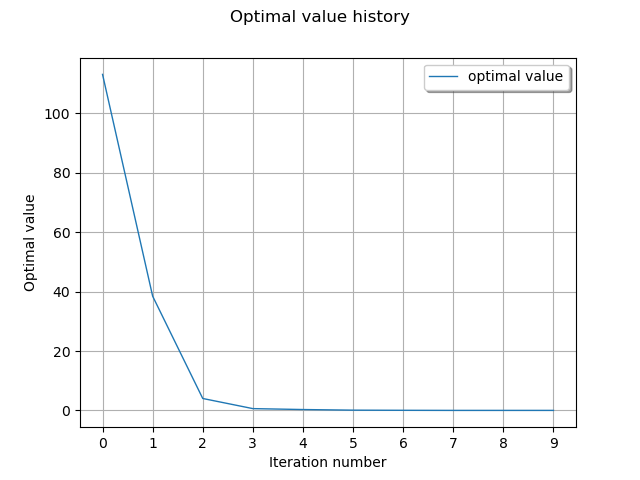 Optimal value history
optimal value
100
80
60
40
20
0
Optimal value
0 1 2 3 4 5 6 7 8 9
Iteration number